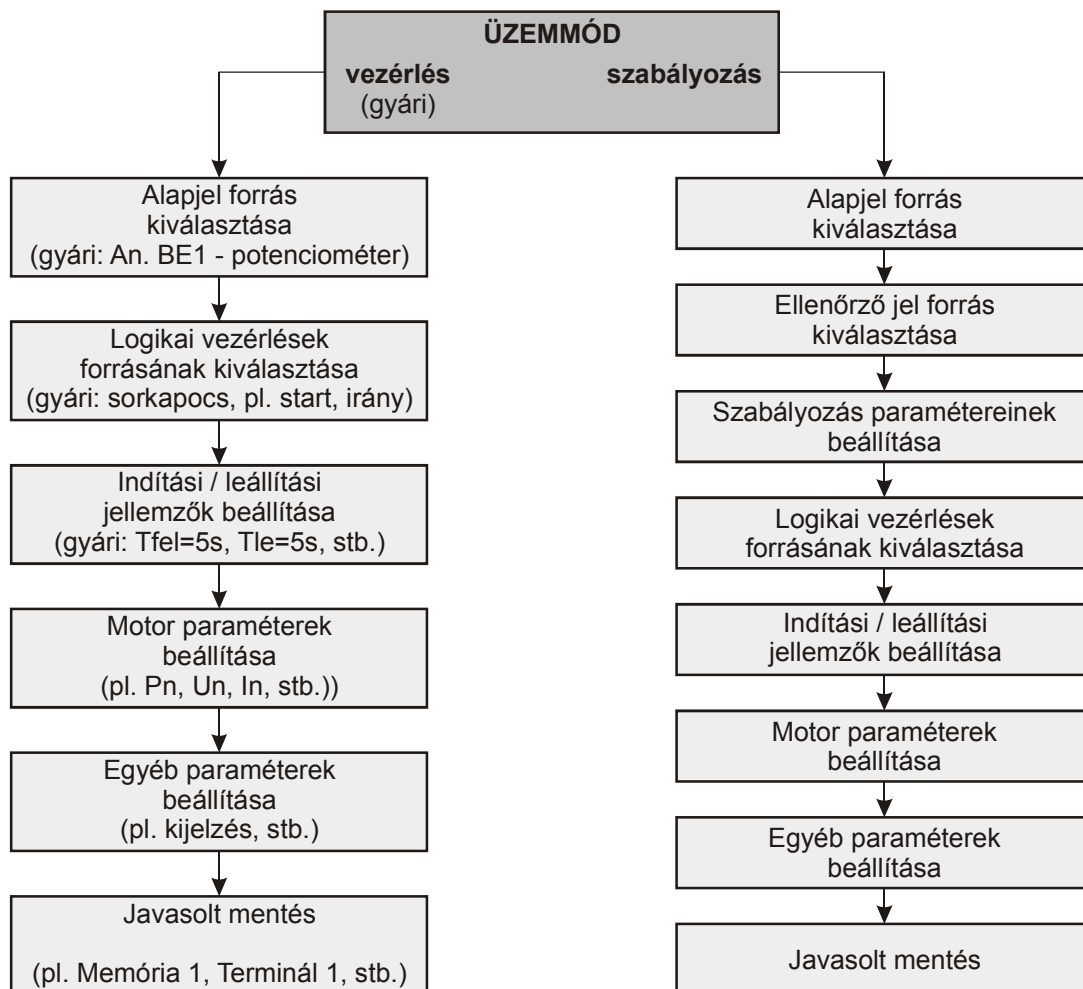 ÜZEMMÓD
vezérlés
szabályozás
(gyári)
Alapjel forrás
kiválasztása
(gyári: An. BE1 - potenciométer)
Logikai vezérlések
forrásának kiválasztása
(gyári: sorkapocs, pl. start, irány)
Indítási / leállítási
jellemzők beállítása
(gyári: Tfel=5s, Tle=5s, stb.)
Motor paraméterek
beállítása
(pl. Pn, Un, In, stb.))
Egyéb paraméterek
beállítása
(pl. kijelzés, stb.)
Javasolt mentés
(pl. Memória 1, Terminál 1, stb.)
Alapjel forrás
kiválasztása
Ellenőrző jel forrás
kiválasztása
Szabályozás paramétereinek
beállítása
Logikai vezérlések
forrásának kiválasztása
Indítási / leállítási
jellemzők beállítása
Motor paraméterek
beállítása
Egyéb paraméterek
beállítása
Javasolt mentés